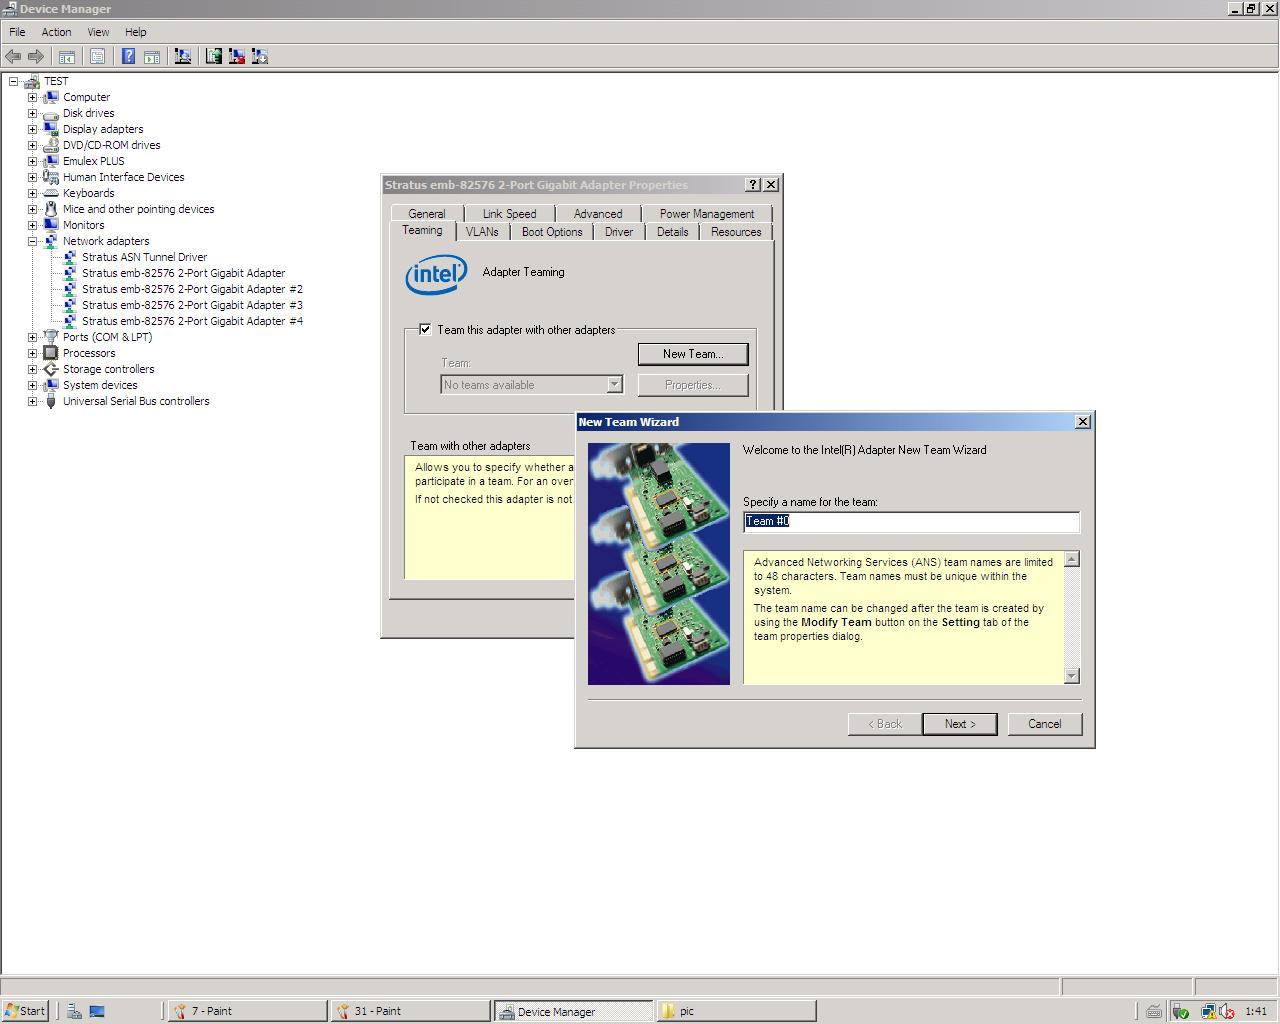 Device Manager
File Action View Help
TEST
Computer
Disk drives
Display adapters
DVD/CD-ROM drives
Emulex PLUS
Human Interface Devices
Keyboards
Mice and other pointing devices
Monitors
Network adapters
Stratus ASN Tunnel Driver
Stratus emb-82576 2-Port Gigabit Adapter
Stratus emb-82576 2-Port Gigabit Adapter #2
Stratus emb-82576 2-Port Gigabit Adapter #3
Stratus emb-82576 2-Port Gigabit Adapter #4
Ports (COM & LPT)
Processors
Storage controllers
System devices
Universal Serial Bus controllers
Stratus emb-82576 2-Port Gigabit Adapter Properties
General Link Speed Advanced Power Management
Teaming VLANs Boot Options Driver Details Resources
intel
Adapter Teaming
Team this adapter with other adapters
New Team...
Team:
No teams available
Properties...
Team with other adapters
Allows you to specify whether a
participate in a team. For an over
If not checked this adapter is not
New Team Wizard
Welcome to the Intel(R) Adapter New Team Wizard
Specify a name for the team:
Team #0
Advanced Networking Services (ANS) team names are limited
to 48 characters. Team names must be unique within the
system.
The team name can be changed after the team is created by
using the Modify Team button on the Setting tab of the
team properties dialog.
< Back Next > Cancel
Start 7 - Paint 31 - Paint Device Manager pic 1:41